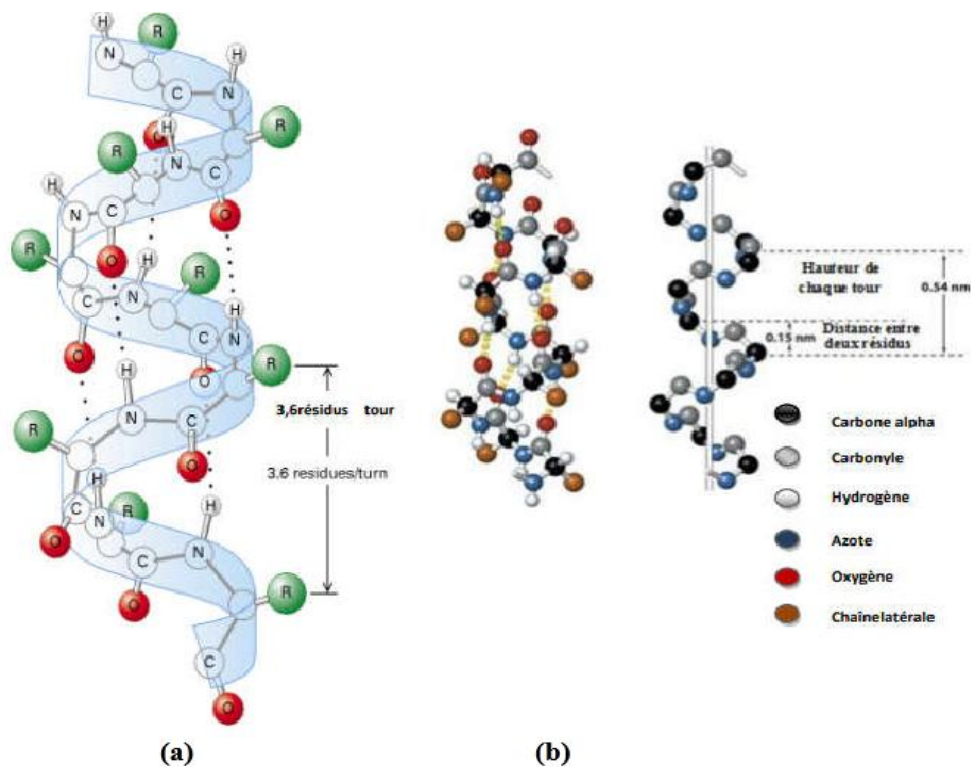 H
R
N
H
C
N
R
O
H
R
N
H
C
N
C
O
O
R
H
N
H
C
N
C
O
O
R
3,6résidus tour
H
N
C
R
O
3.6 residues/turn
H
R
H
C
N
N
O
C
O
R
C
O
Hauteur de
chaque tour
0.54 nm
0.15 nm
Distance entre
deux résidus
Carbone alpha
Carbonyle
Hydrogène
Azote
Oxygène
Chaînelatérale
(a)
(b)